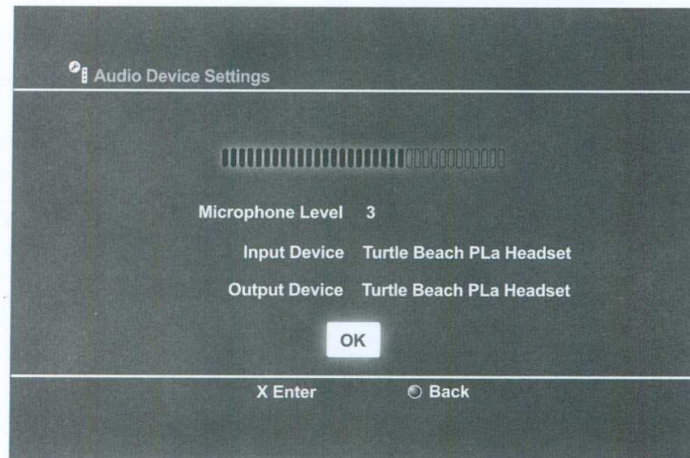 Audio Device Settings
Microphone Level 3
Input Device Turtle Beach PLa Headset
Output Device Turtle Beach PLa Headset
OK
X Enter Back